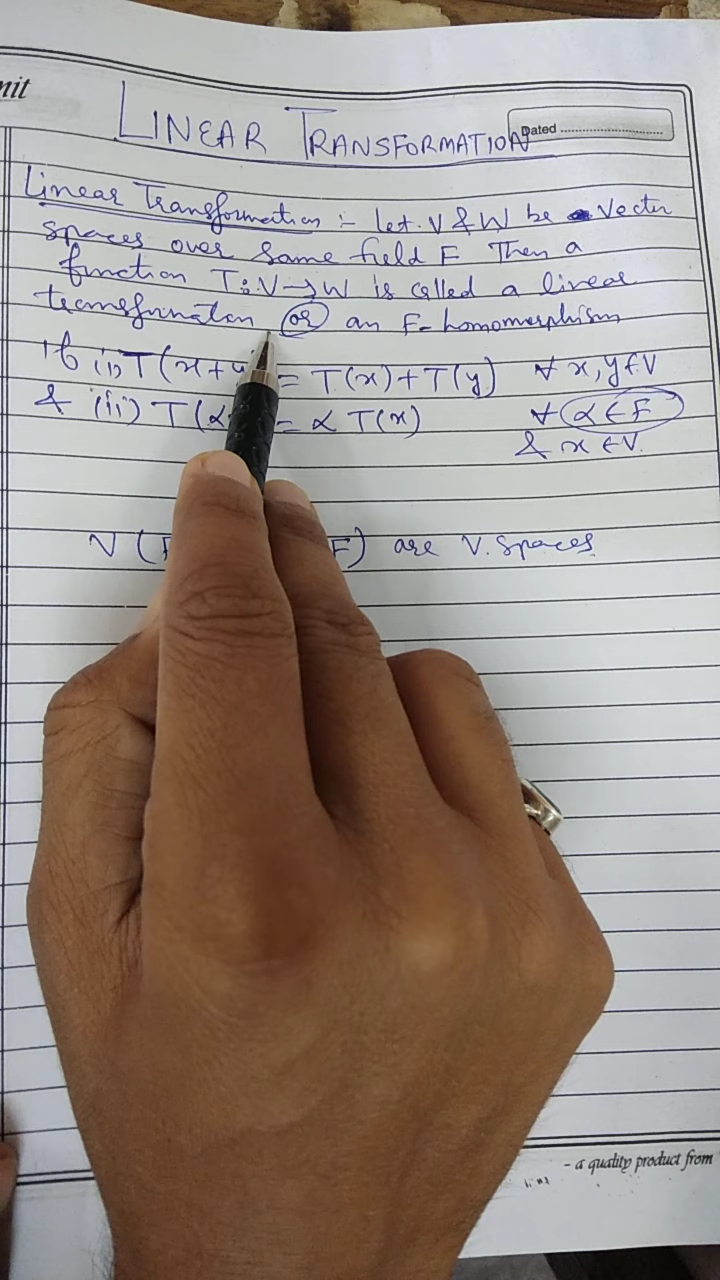 nit
LINEAR TRANSFORMATION
Dated
Linear Transformation :- let V & W be Vector
spaces over same field F Then a
function T: V → W is called a linear
transformation or an F-homomorphism
if (i) T(x+y) = T(x)+T(y) ∀ x, y ∈ V
& (ii) T(α = α T(x) ∀ α ∈ F
& x ∈ V.
V ( F) are V. spaces
- a quality product from